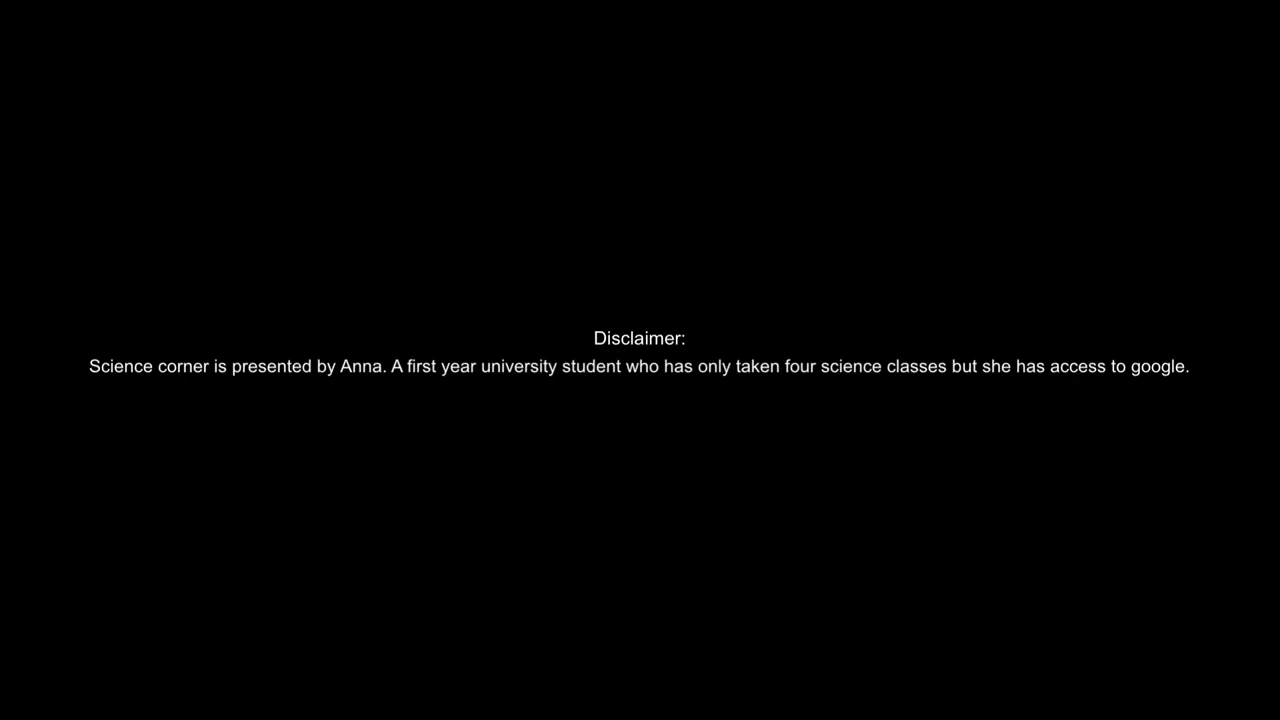 Disclaimer:
Science corner is presented by Anna. A first year university student who has only taken four science classes but she has access to google.